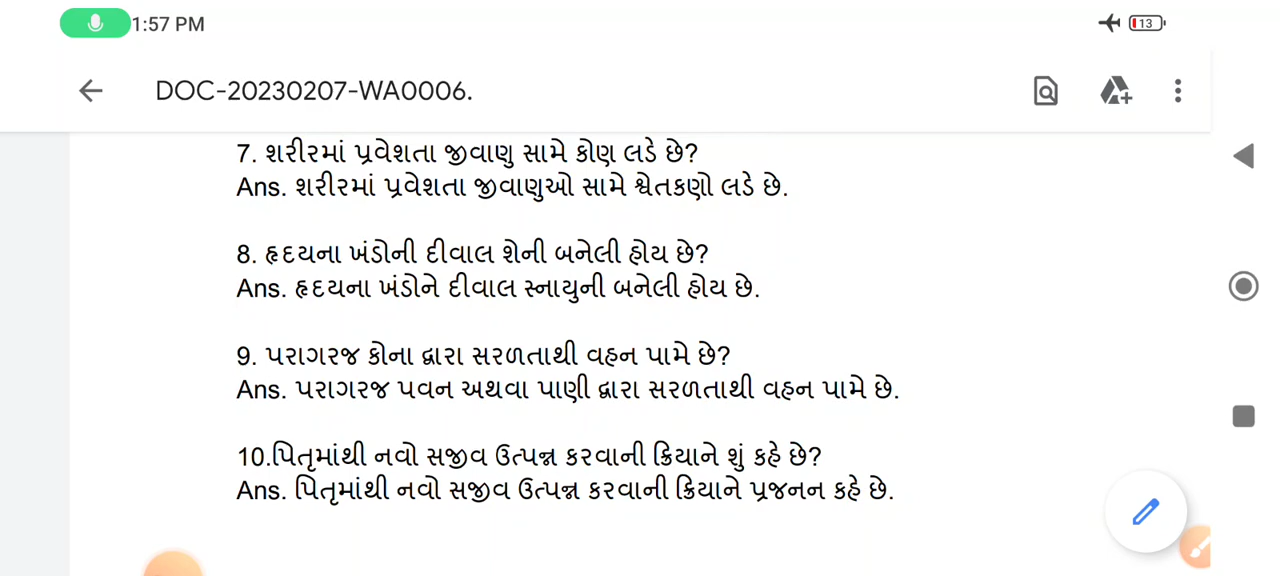 1:57 PM
13
DOC-20230207-WA0006.
7. શરીરમાં પ્રવેશતા જીવાણુ સામે કોણ લડે છે?
Ans. શરીરમાં પ્રવેશતા જીવાણુઓ સામે શ્વેતકણો લડે છે.
8. હૃદયના ખંડોની દીવાલ શેની બનેલી હોય છે?
Ans. હૃદયના ખંડોને દીવાલ સ્નાયુની બનેલી હોય છે.
9. પરાગરજ કોના દ્વારા સરળતાથી વહન પામે છે?
Ans. પરાગરજ પવન અથવા પાણી દ્વારા સરળતાથી વહન પામે છે.
10.પિતૃમાંથી નવો સજીવ ઉત્પન્ન કરવાની ક્રિયાને શું કહે છે?
Ans. પિતૃમાંથી નવો સજીવ ઉત્પન્ન કરવાની ક્રિયાને પ્રજનન કહે છે.